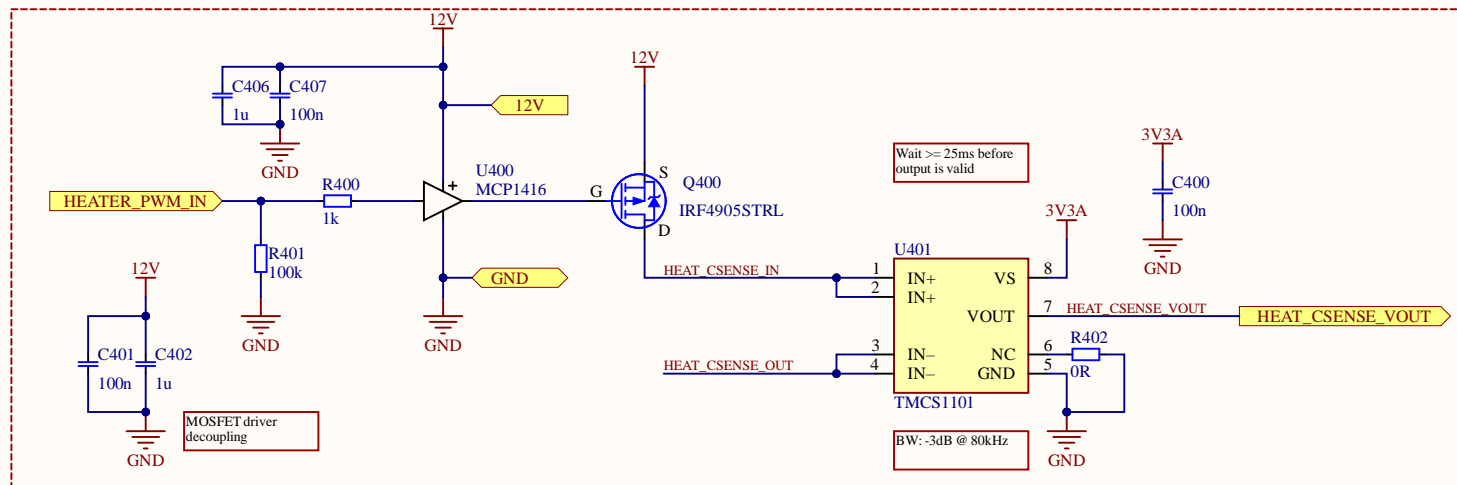 12V
C406
1u
C407
100n
GND
12V
HEATER_PWM_IN
R400
1k
R401
100k
GND
U400
MCP1416
+
GND
GND
12V
S
G
D
Q400
IRF4905STRL
12V
C401
100n
C402
1u
GND
MOSFET driver
decoupling
Wait >= 25ms before
output is valid
3V3A
C400
100n
GND
3V3A
U401
HEAT_CSENSE_IN
1
2
IN+
IN+
VS
8
VOUT
7
HEAT_CSENSE_VOUT
HEAT_CSENSE_VOUT
HEAT_CSENSE_OUT
3
4
IN–
IN–
NC
6
GND
5
R402
0R
TMCS1101
GND
BW: -3dB @ 80kHz